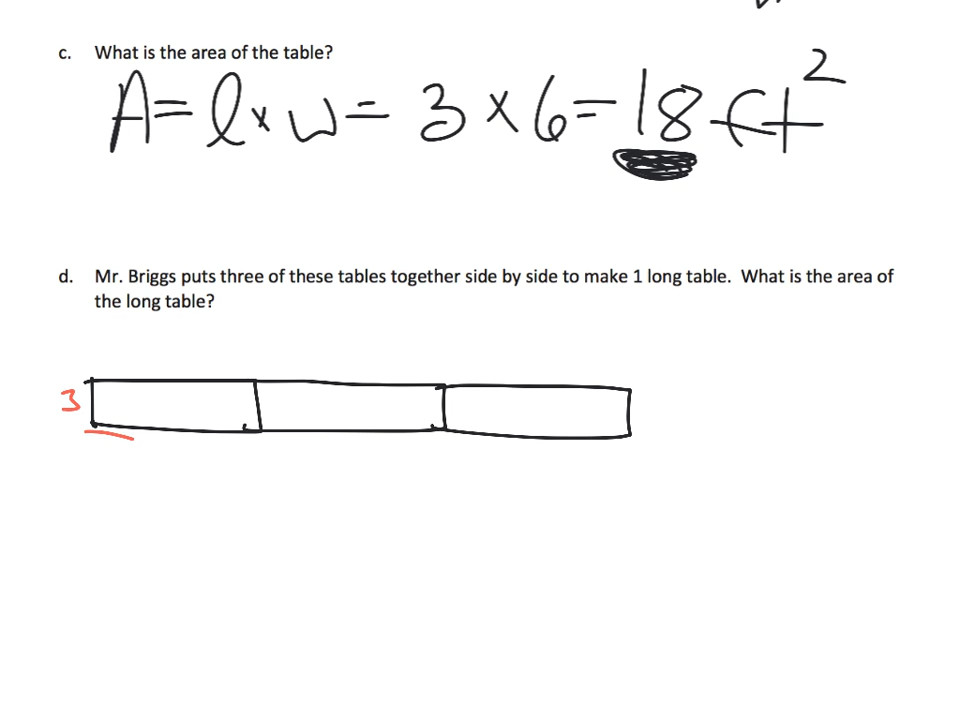 c. What is the area of the table?
A = l x w = 3 x 6 = 18 ft²
d. Mr. Briggs puts three of these tables together side by side to make 1 long table. What is the area of
the long table?
3